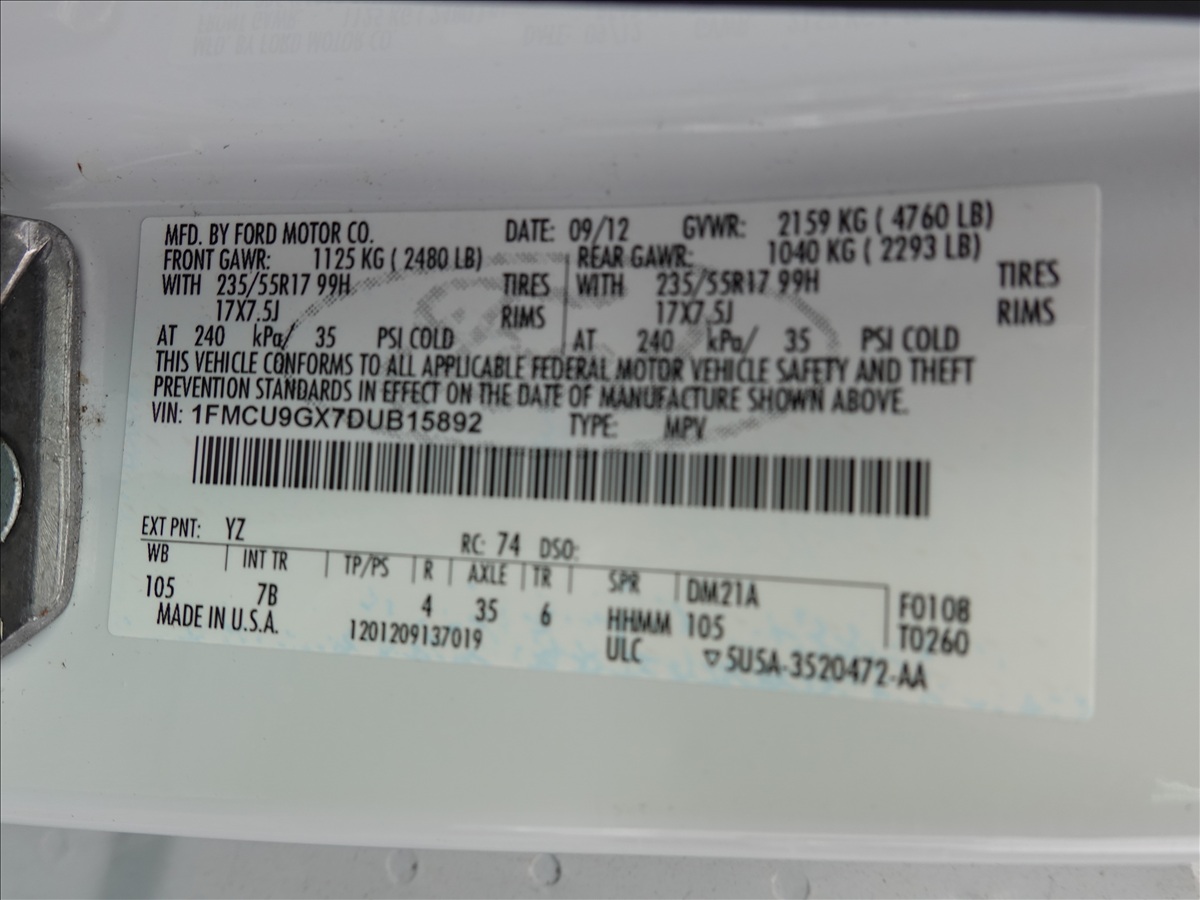 MFD. BY FORD MOTOR CO. DATE: 09/12 GVWR: 2159 KG ( 4760 LB)
FRONT GAWR: 1125 KG ( 2480 LB) REAR GAWR: 1040 KG ( 2293 LB)
WITH 235/55R17 99H TIRES WITH 235/55R17 99H TIRES
17X7.5J RIMS 17X7.5J RIMS
AT 240 kPa/ 35 PSI COLD AT 240 kPa/ 35 PSI COLD
THIS VEHICLE CONFORMS TO ALL APPLICABLE FEDERAL MOTOR VEHICLE SAFETY AND THEFT
PREVENTION STANDARDS IN EFFECT ON THE DATE OF MANUFACTURE SHOWN ABOVE.
VIN: 1FMCU9GX7DUB15892 TYPE: MPV
EXT PNT: YZ RC: 74 DSO:
WB INT TR TP/PS R AXLE TR SPR DM21A F0108
105 7B 4 35 6 HHMM 105 T0260
MADE IN U.S.A. 1201209137019 ULC ▽5U5A-3520472-AA